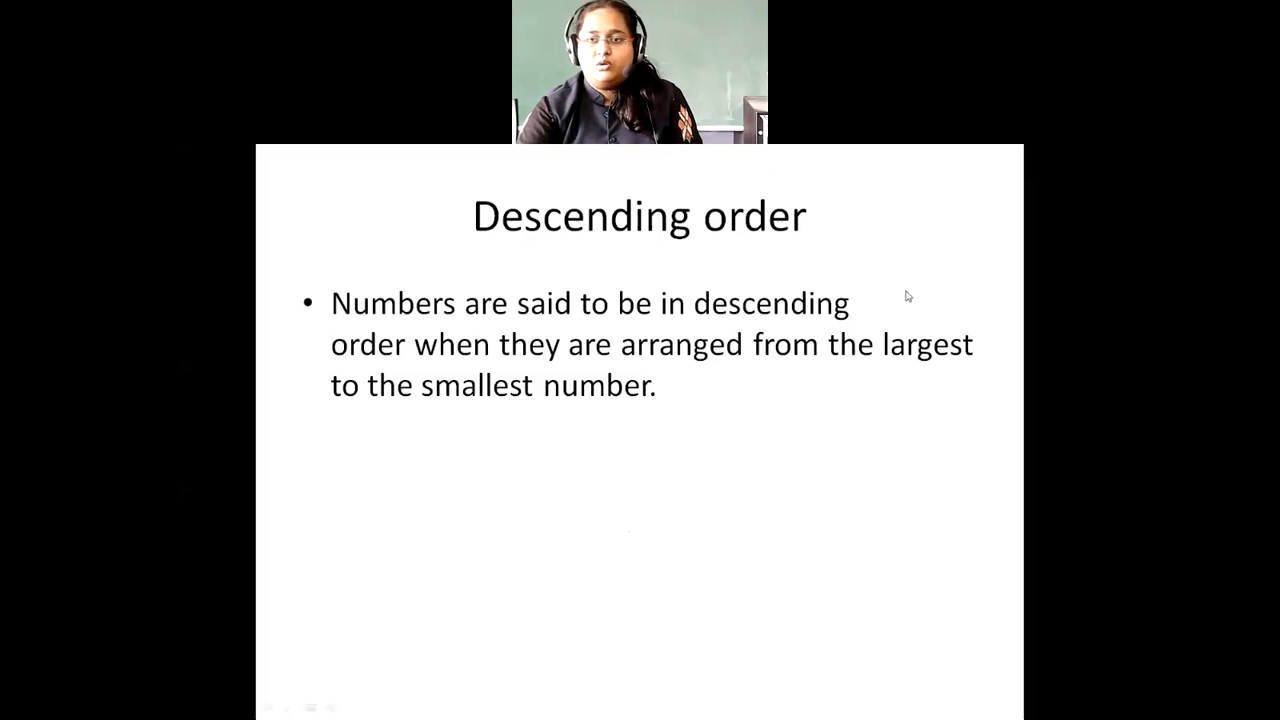 Descending order
• Numbers are said to be in descending
order when they are arranged from the largest
to the smallest number.